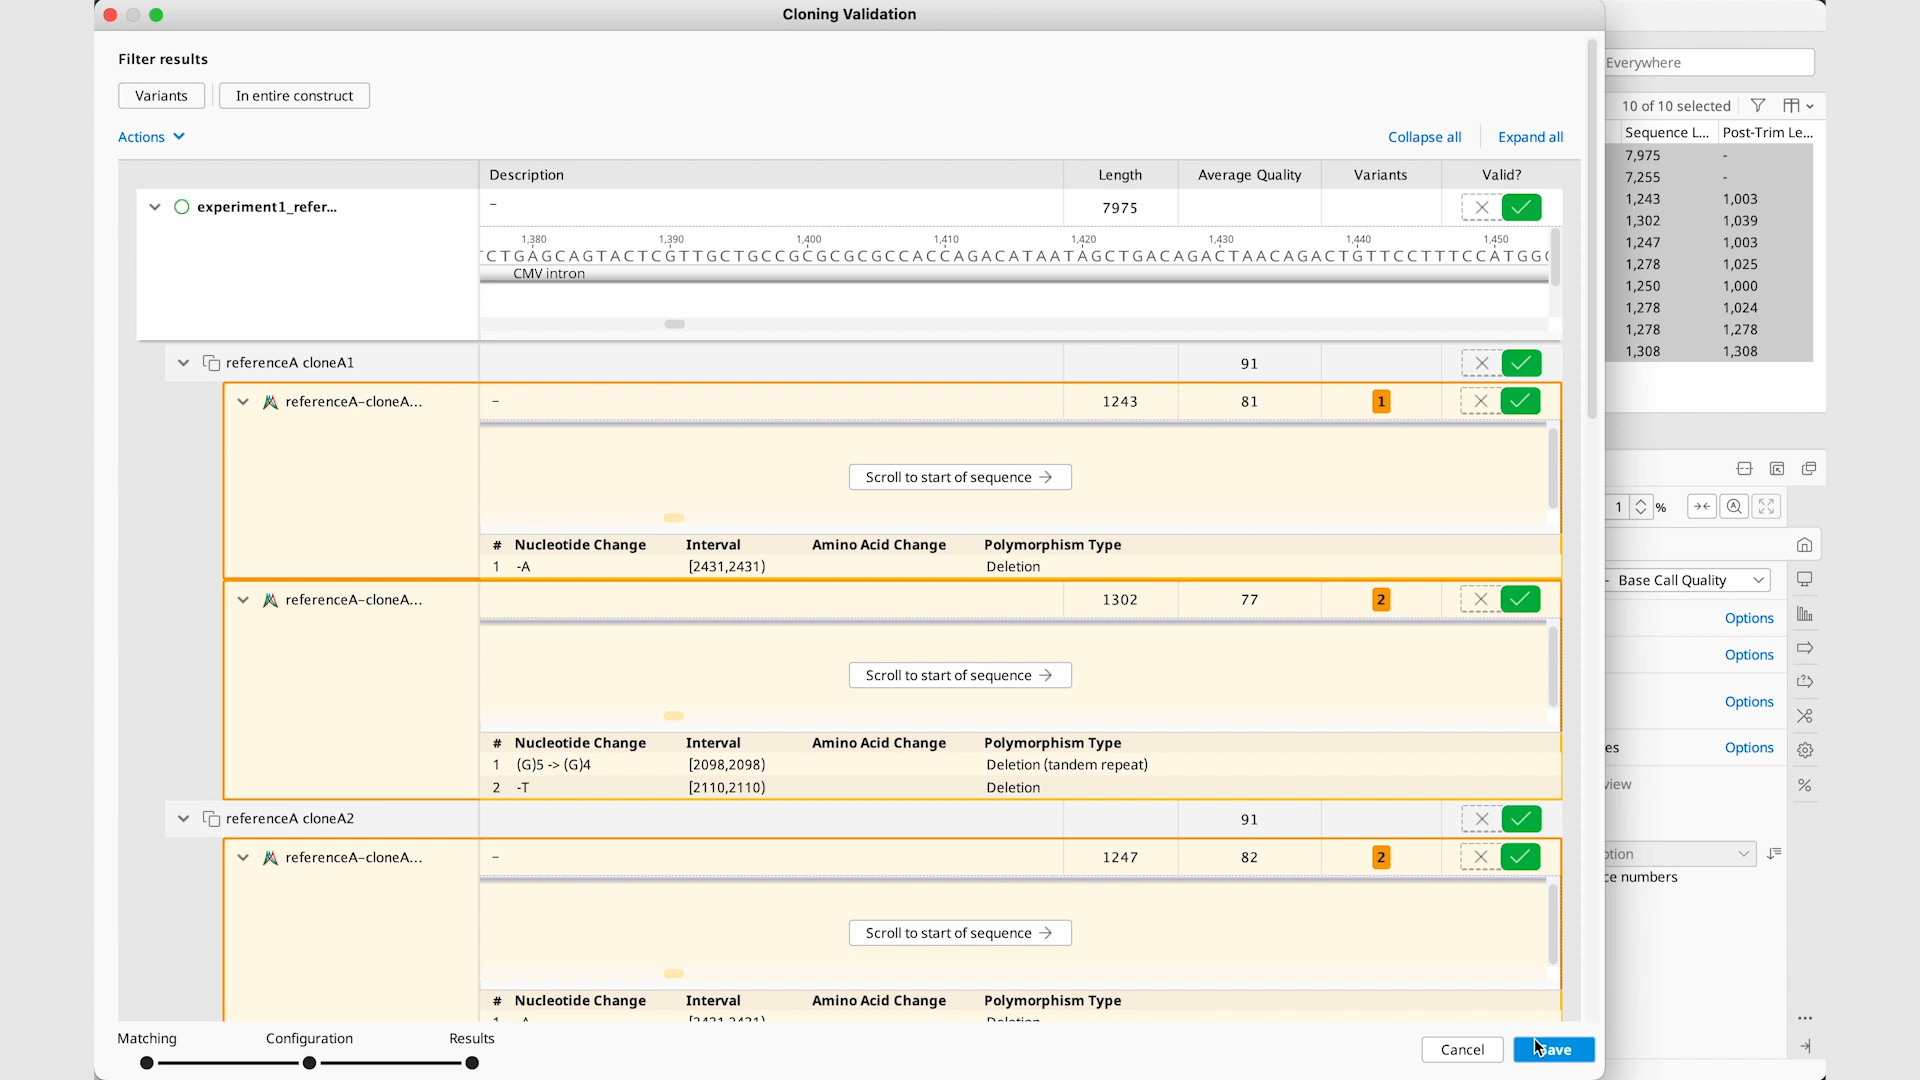 Cloning Validation
Filter results
Variants
In entire construct
Actions
Collapse all
Expand all
Description Length Average Quality Variants Valid?
experiment1_refer... – 7975
1,380 1,390 1,400 1,410 1,420 1,430 1,440 1,450
CTGAGCAGTACTCGTTGCTGCCGCGCGCGCCACCAGACATAATAGCTGACAGACTAACAGACTGTTCCTTTCCATGG
CMV intron
referenceA cloneA1 91
referenceA-cloneA... – 1243 81 1
Scroll to start of sequence →
# Nucleotide Change Interval Amino Acid Change Polymorphism Type
1 -A [2431,2431) Deletion
referenceA-cloneA... 1302 77 2
Scroll to start of sequence →
# Nucleotide Change Interval Amino Acid Change Polymorphism Type
1 (G)5 -> (G)4 [2098,2098) Deletion (tandem repeat)
2 -T [2110,2110) Deletion
referenceA cloneA2 91
referenceA-cloneA... – 1247 82 2
Scroll to start of sequence →
# Nucleotide Change Interval Amino Acid Change Polymorphism Type
Matching Configuration Results
Cancel
Everywhere
10 of 10 selected
Sequence L... Post-Trim Le...
7,975 -
7,255 -
1,243 1,003
1,302 1,039
1,247 1,003
1,278 1,025
1,250 1,000
1,278 1,024
1,278 1,278
1,308 1,308
1 %
Base Call Quality
Options
Options
Options
Options
numbers